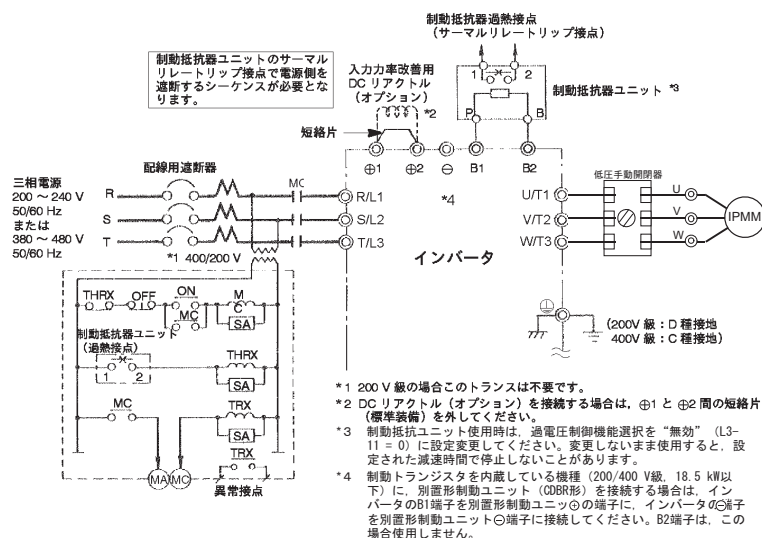 制動抵抗器過熱接点
(サーマルリレートリップ接点)
制動抵抗器ユニットのサーマル
リレートリップ接点で電源側を
遮断するシーケンスが必要とな
ります。
入力力率改善用
DC リアクトル
(オプション)
*2
1 2
P B
制動抵抗器ユニット *3
短絡片
⊕1 ⊕2 ⊖ B1 B2
配線用遮断器
MC
低圧手動開閉器
三相電源
200 ~ 240 V
50/60 Hz
または
380 ~ 480 V
50/60 Hz
R
S
T
R/L1
S/L2
T/L3
*4
インバータ
U/T1
V/T2
W/T3
U
V
W
IPMM
*1 400/200 V
THRX OFF ON
MC
M
C
SA
制動抵抗器ユニット
(過熱接点)
1 2
THRX
SA
MC
TRX
SA
TRX
MA MC
異常接点
(200V 級:D 種接地
400V 級:C 種接地)
*1 200 V 級の場合このトランスは不要です。
*2 DC リアクトル(オプション)を接続する場合は,⊕1 と ⊕2 間の短絡片
(標準装備)を外してください。
*3 制動抵抗ユニット使用時は,過電圧制御機能選択を“無効” (L3-
11 = 0) に設定変更してください。変更しないまま使用すると,設
定された減速時間で停止しないことがあります。
*4 制動トランジスタを内蔵している機種 (200/400 V級, 18.5 kW以
下) に,別置形制動ユニット (CDBR形) を接続する場合は,イン
バータのB1端子を別置形制動ユニッ⊕の端子に,インバータの⊖端子
を別置形制動ユニット⊖端子に接続してください。B2端子は,この
場合使用しません。